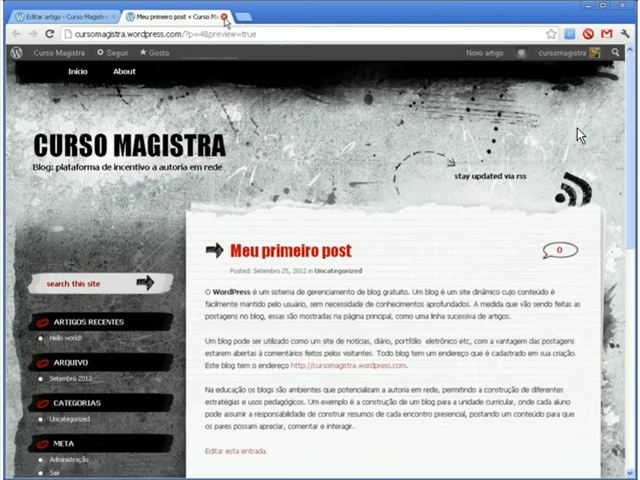 Editar artigo ‹ Curso Magistra
Meu primeiro post « Curso Ma
cursomagistra.wordpress.com/?p=4&preview=true
Curso Magistra Seguir Gosto Novo artigo cursomagistra
Início About
CURSO MAGISTRA
Blog: plataforma de incentivo à autoria em rede
stay updated via rss
Meu primeiro post 0
Posted: Setembro 25, 2012 in Uncategorized
search this site
O WordPress é um sistema de gerenciamento de blog gratuito. Um blog é um site dinâmico cujo conteúdo é
facilmente mantido pelo usuário, sem necessidade de conhecimentos aprofundados. A medida que vão sendo feitas as
postagens no blog, essas são mostradas na página principal, como uma linha sucessiva de artigos.
Um blog pode ser utilizado como um site de notícias, diário, portfólio eletrônico etc, com a vantagem das postagens
estarem abertas à comentários feitos pelos visitantes. Todo blog tem um endereço que é cadastrado em sua criação.
Este blog tem o endereço http://cursomagistra.wordpress.com.
Na educação os blogs são ambientes que potencializam a autoria em rede, permitindo a construção de diferentes
estratégias e usos pedagógicos. Um exemplo é a construção de um blog para a unidade curricular, onde cada aluno
pode assumir a responsabilidade de construir resumos de cada encontro presencial, postando um conteúdo para que
os pares possam apreciar, comentar e interagir.
Editar esta entrada.
ARTIGOS RECENTES
Hello world!
ARQUIVO
Setembro 2012
CATEGORIAS
Uncategorized
META
Administração
Sair